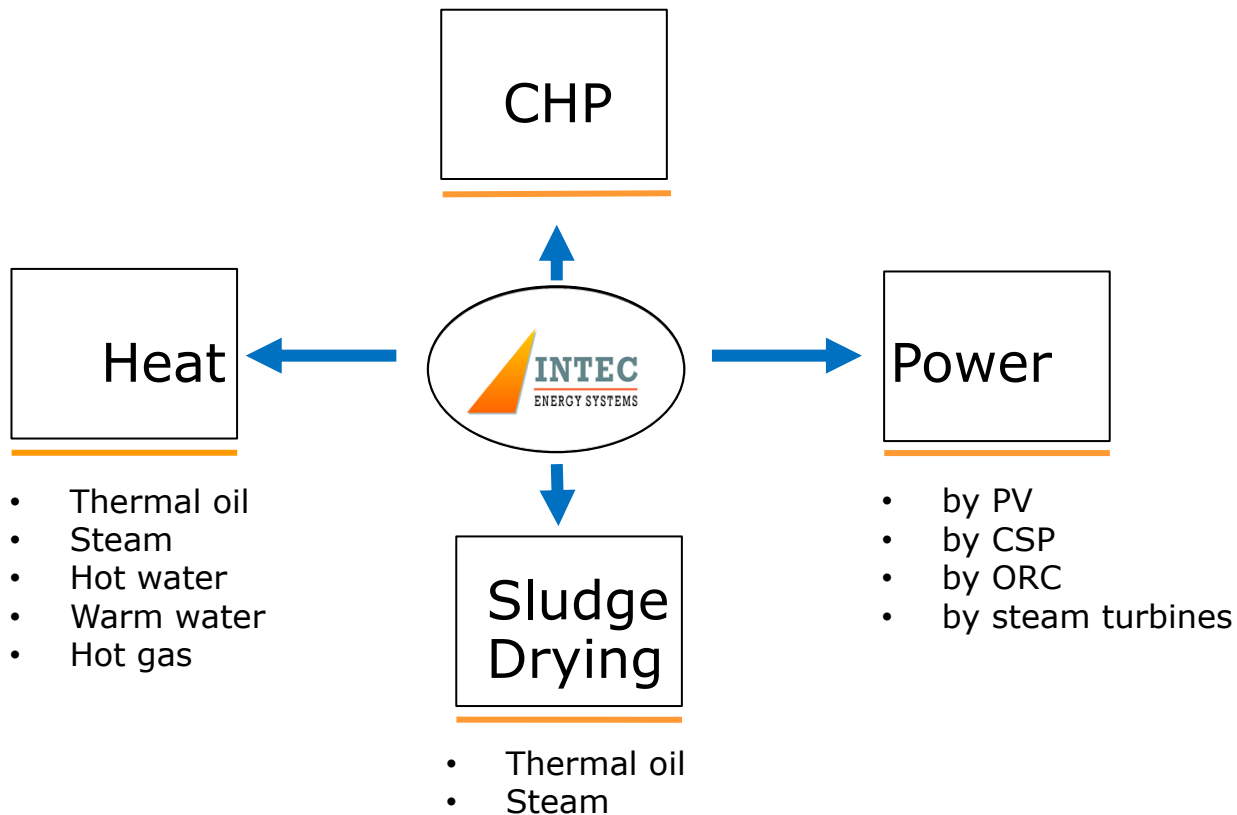 CHP
Heat
INTEC
ENERGY SYSTEMS
Power
• Thermal oil
• Steam
• Hot water
• Warm water
• Hot gas
Sludge
Drying
• Thermal oil
• Steam
• by PV
• by CSP
• by ORC
• by steam turbines